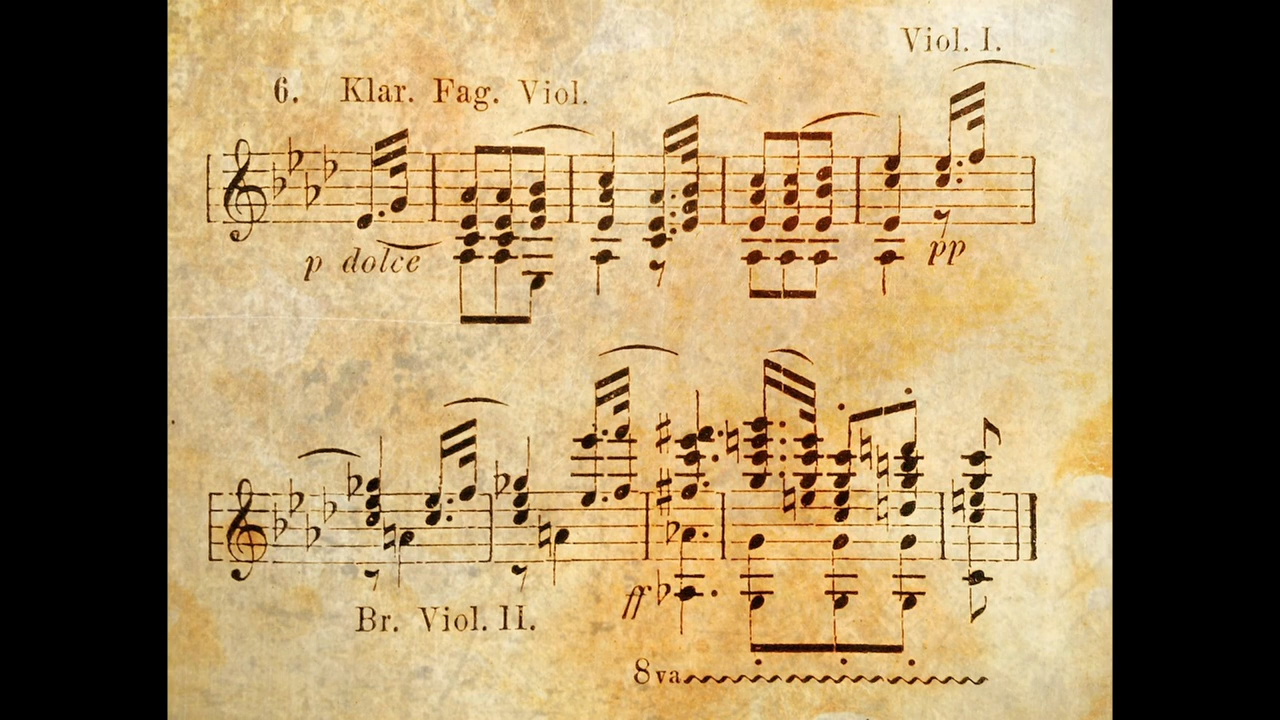 Viol. I.
6. Klar. Fag. Viol.
p dolce
pp
ff
Br. Viol. II.
8va